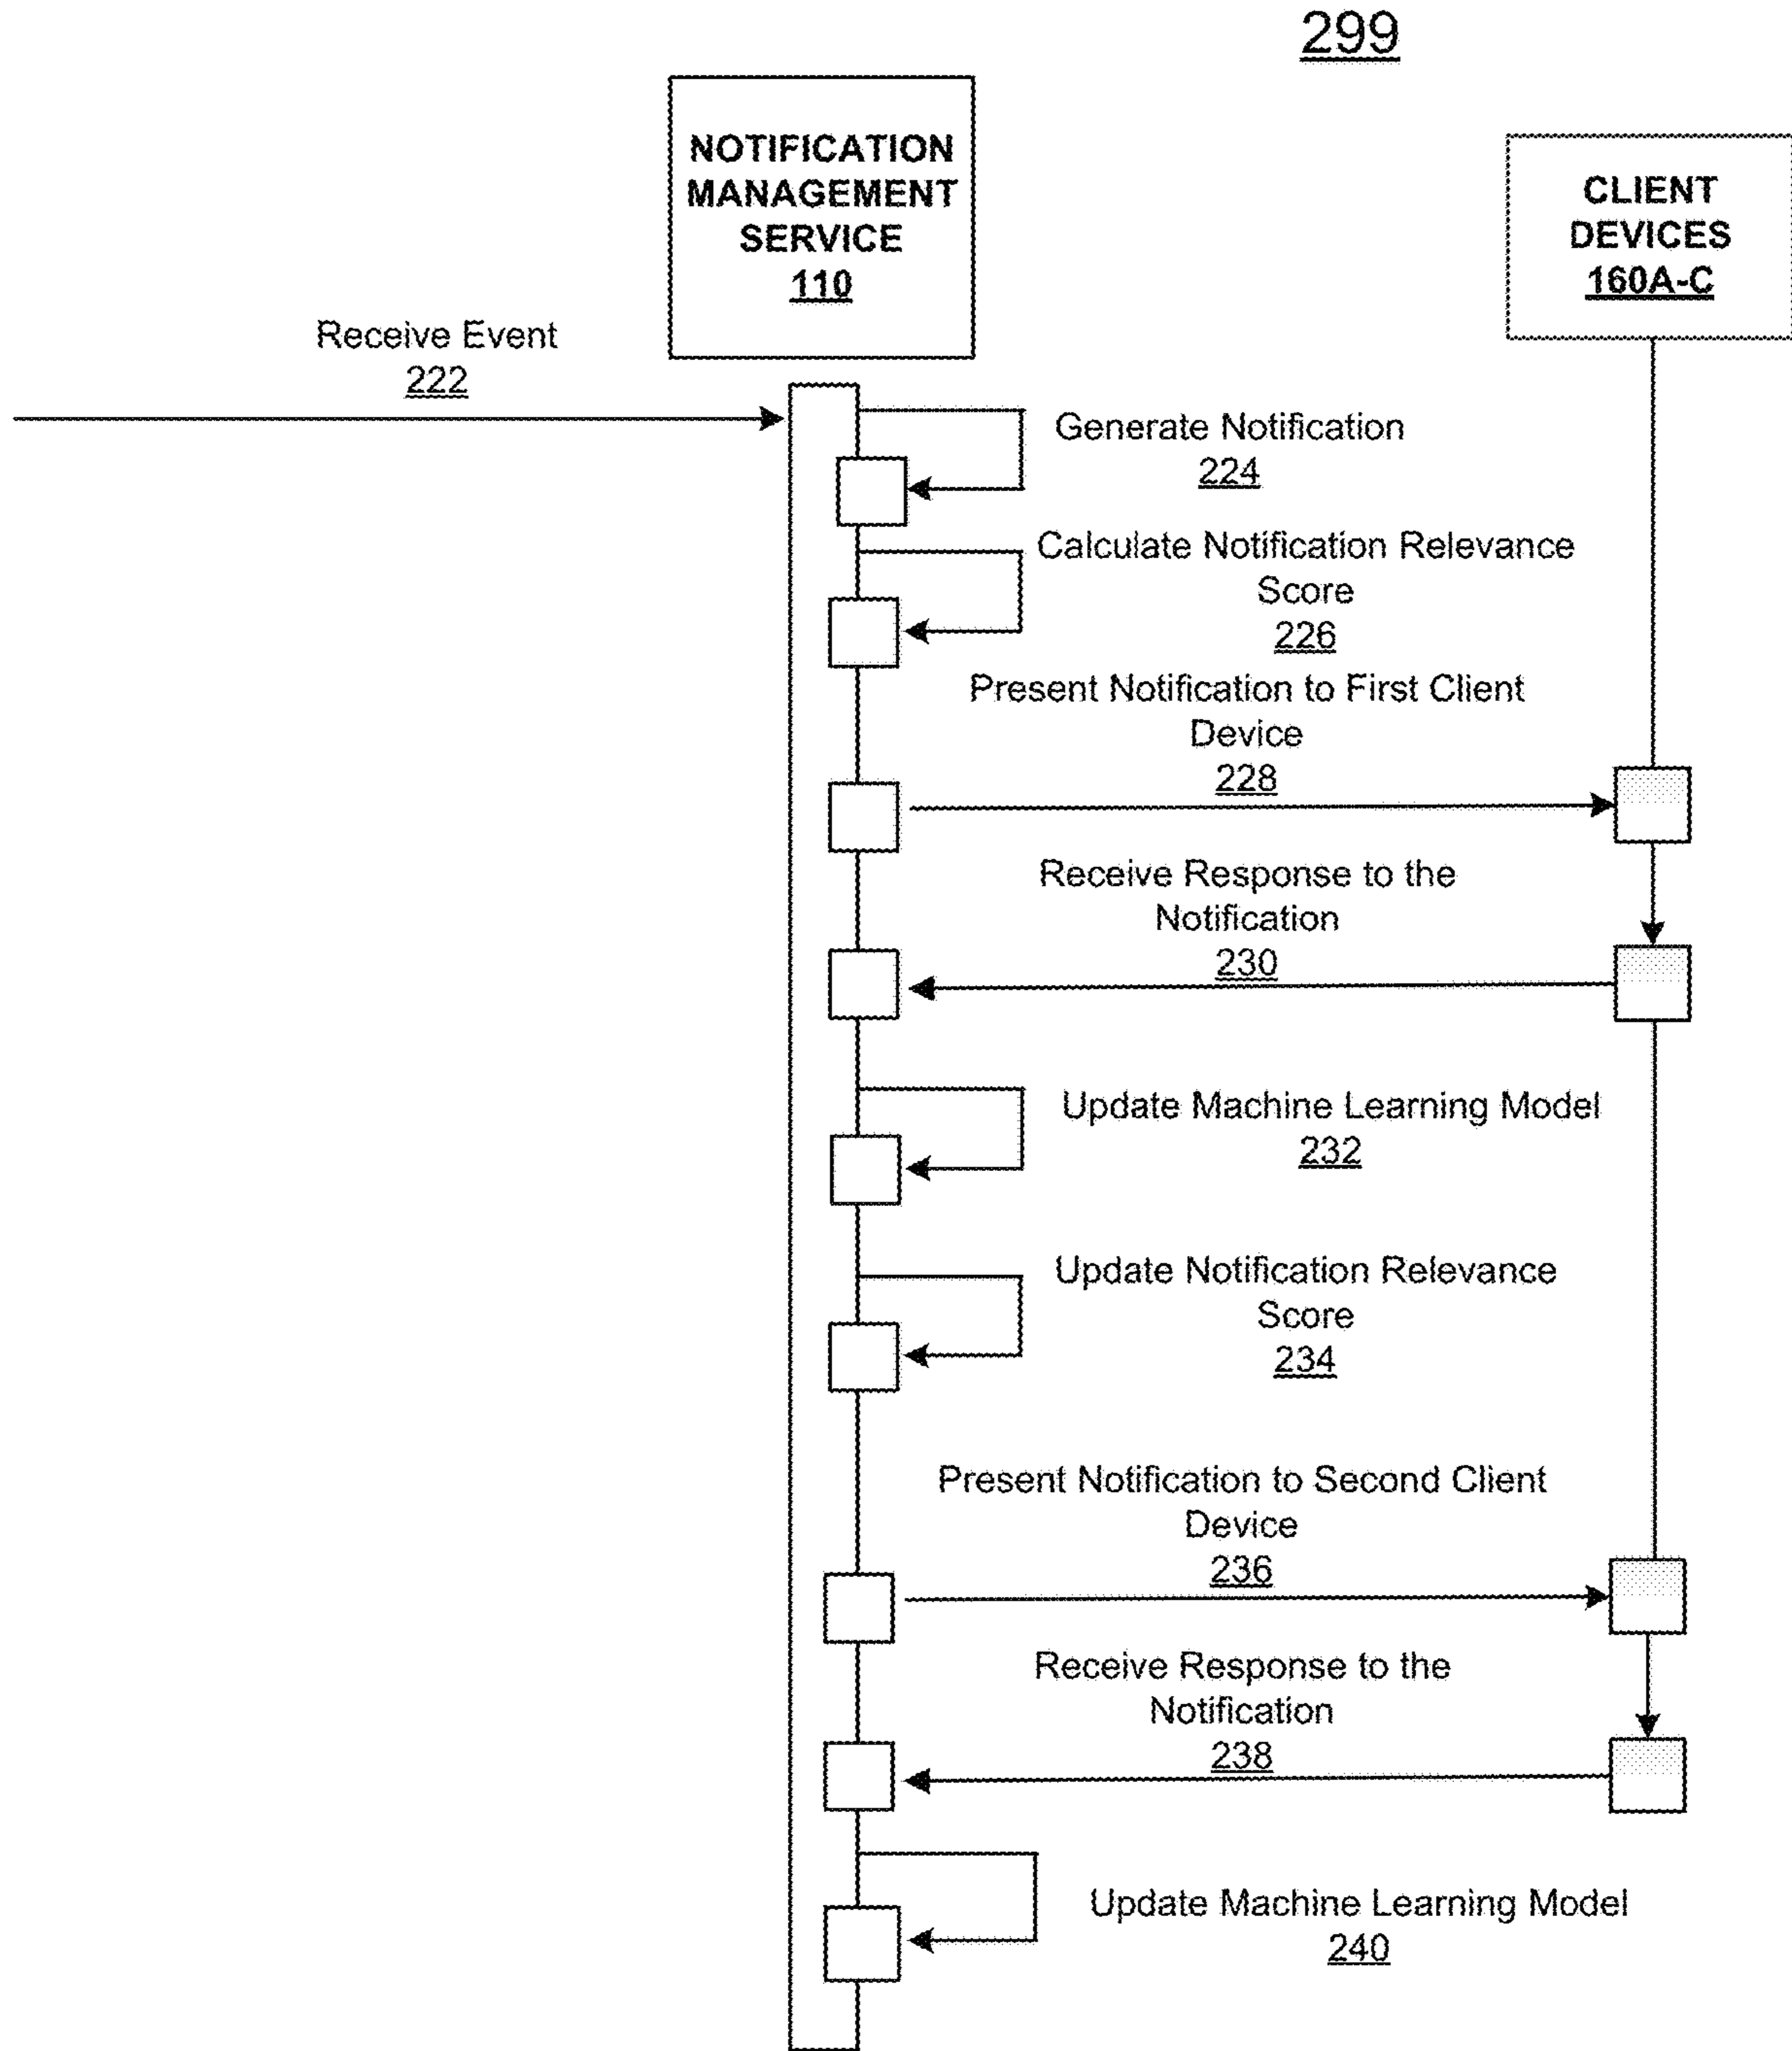 299
NOTIFICATION
MANAGEMENT
SERVICE
110
CLIENT
DEVICES
160A-C
Receive Event
222
Generate Notification
224
Calculate Notification Relevance
Score
226
Present Notification to First Client
Device
228
Receive Response to the
Notification
230
Update Machine Learning Model
232
Update Notification Relevance
Score
234
Present Notification to Second Client
Device
236
Receive Response to the
Notification
238
Update Machine Learning Model
240